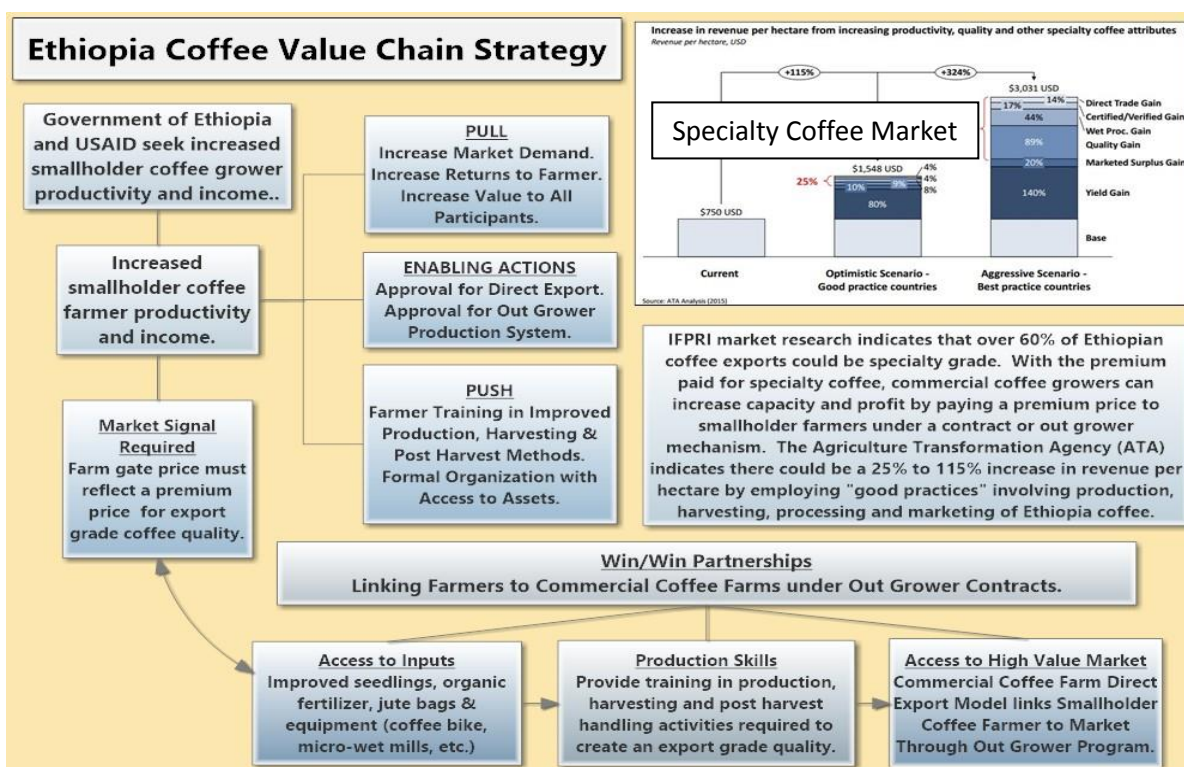 Ethiopia Coffee Value Chain Strategy
Government of Ethiopia
and USAID seek increased
smallholder coffee grower
productivity and income..
Increased
smallholder coffee
farmer productivity
and income.
Market Signal
Required
Farm gate price must
reflect a premium
price for export
grade coffee quality.
PULL
Increase Market Demand.
Increase Returns to Farmer.
Increase Value to All
Participants.
ENABLING ACTIONS
Approval for Direct Export.
Approval for Out Grower
Production System.
PUSH
Farmer Training in Improved
Production, Harvesting &
Post Harvest Methods.
Formal Organization with
Access to Assets.
Increase in revenue per hectare from increasing productivity, quality and other specialty coffee attributes
Revenue per hectare, USD
+115%
+324%
Specialty Coffee Market
$3,031 USD
14%
17%
44%
89%
20%
140%
Direct Trade Gain
Certified/Verified Gain
Wet Proc. Gain
Quality Gain
Marketed Surplus Gain
Yield Gain
Base
$1,548 USD
25%
4%
4%
8%
10%
9%
80%
$750 USD
Current
Optimistic Scenario -
Good practice countries
Aggressive Scenario -
Best practice countries
Source: ATA Analysis (2015)
IFPRI market research indicates that over 60% of Ethiopian
coffee exports could be specialty grade. With the premium
paid for specialty coffee, commercial coffee growers can
increase capacity and profit by paying a premium price to
smallholder farmers under a contract or out grower
mechanism. The Agriculture Transformation Agency (ATA)
indicates there could be a 25% to 115% increase in revenue per
hectare by employing "good practices" involving production,
harvesting, processing and marketing of Ethiopia coffee.
Win/Win Partnerships
Linking Farmers to Commercial Coffee Farms under Out Grower Contracts.
Access to Inputs
Improved seedlings, organic
fertilizer, jute bags &
equipment (coffee bike,
micro-wet mills, etc.)
Production Skills
Provide training in production,
harvesting and post harvest
handling activities required to
create an export grade quality.
Access to High Value Market
Commercial Coffee Farm Direct
Export Model links Smallholder
Coffee Farmer to Market
Through Out Grower Program.